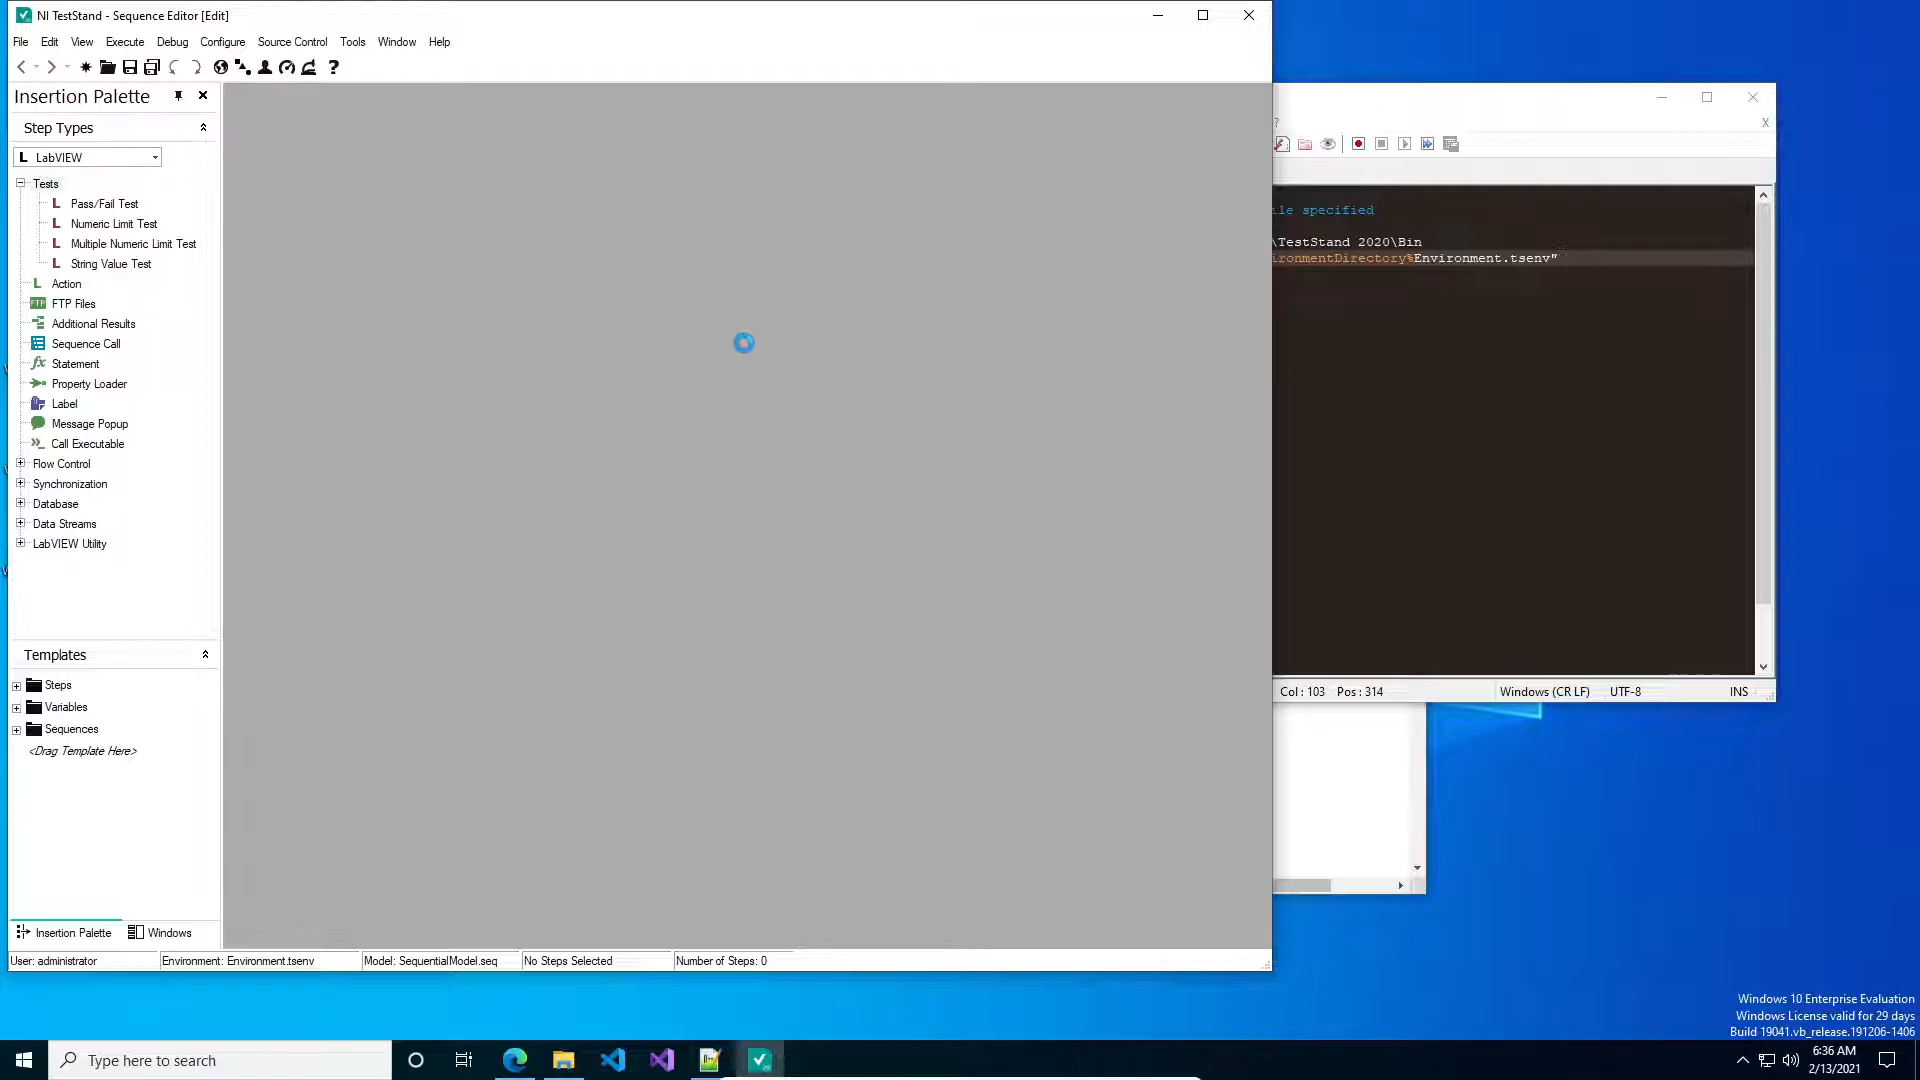 NI TestStand - Sequence Editor [Edit]
File Edit View Execute Debug Configure Source Control Tools Window Help
Insertion Palette
Step Types
LabVIEW
Tests
Pass/Fail Test
Numeric Limit Test
Multiple Numeric Limit Test
String Value Test
Action
FTP Files
Additional Results
Sequence Call
Statement
Property Loader
Label
Message Popup
Call Executable
Flow Control
Synchronization
Database
Data Streams
LabVIEW Utility
Templates
Steps
Variables
Sequences
<Drag Template Here>
Insertion Palette Windows
User: administrator Environment: Environment.tsenv Model: SequentialModel.seq No Steps Selected Number of Steps: 0
?
X
ile specified
\TestStand 2020\Bin
ironmentDirectory%Environment.tsenv"
Col : 103 Pos : 314 Windows (CR LF) UTF-8 INS
Windows 10 Enterprise Evaluation
Windows License valid for 29 days
Build 19041.vb_release.191206-1406
Type here to search
6:36 AM
2/13/2021